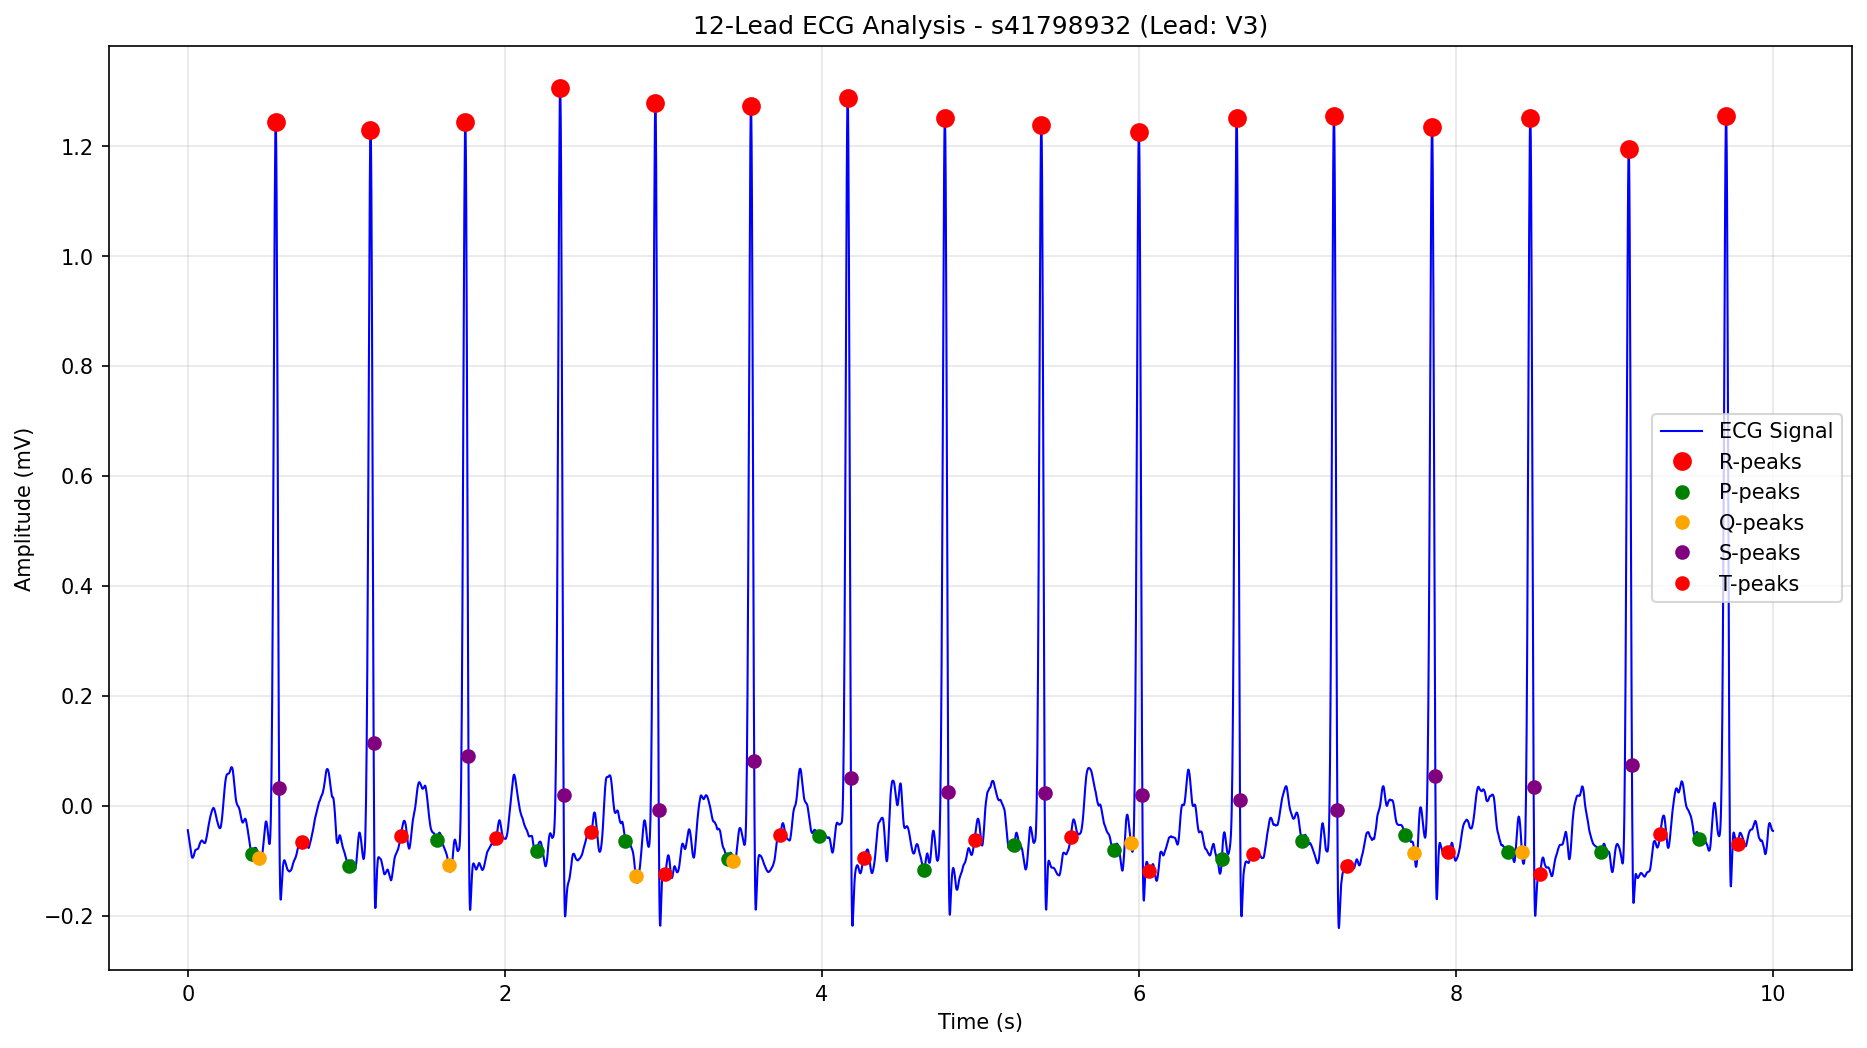 12-Lead ECG Analysis - s41798932 (Lead: V3)
Amplitude (mV)
1.2
1.0
0.8
0.6
0.4
0.2
0.0
−0.2
ECG Signal
R-peaks
P-peaks
Q-peaks
S-peaks
T-peaks
0 2 4 6 8 10
Time (s)